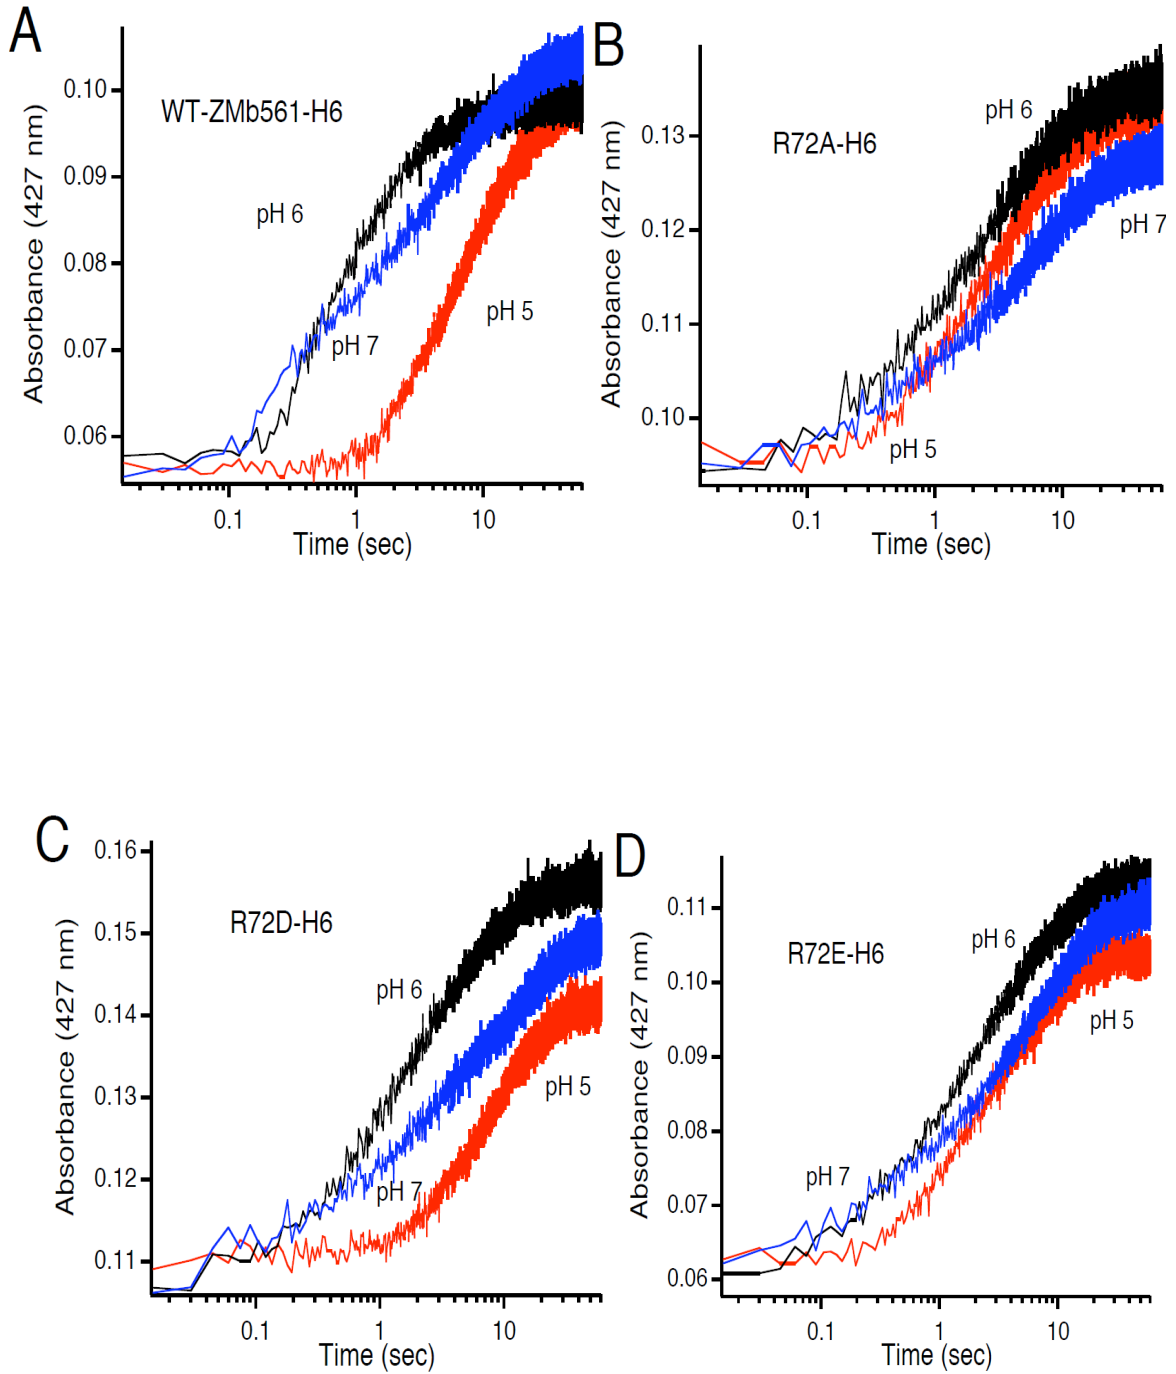 A
WT-ZMb561-H6
pH 6
pH 7
pH 5
Absorbance (427 nm)
0.10
0.09
0.08
0.07
0.06
0.1 1 10
Time (sec)
B
R72A-H6
pH 6
pH 7
pH 5
Absorbance (427 nm)
0.13
0.12
0.11
0.10
0.1 1 10
Time (sec)
C
R72D-H6
pH 6
pH 7
pH 5
Absorbance (427 nm)
0.16
0.15
0.14
0.13
0.12
0.11
0.1 1 10
Time (sec)
D
R72E-H6
pH 6
pH 5
pH 7
Absorbance (427 nm)
0.11
0.10
0.09
0.08
0.07
0.06
0.1 1 10
Time (sec)